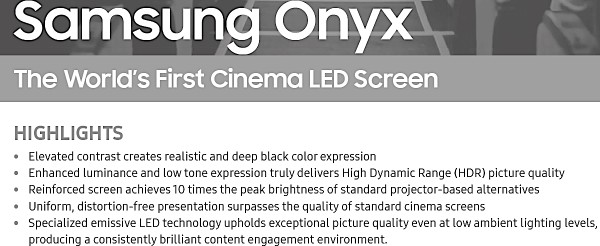 Samsung Onyx
The World's First Cinema LED Screen
HIGHLIGHTS
• Elevated contrast creates realistic and deep black color expression
• Enhanced luminance and low tone expression truly delivers High Dynamic Range (HDR) picture quality
• Reinforced screen achieves 10 times the peak brightness of standard projector-based alternatives
• Uniform, distortion-free presentation surpasses the quality of standard cinema screens
• Specialized emissive LED technology upholds exceptional picture quality even at low ambient lighting levels,
producing a consistently brilliant content engagement environment.